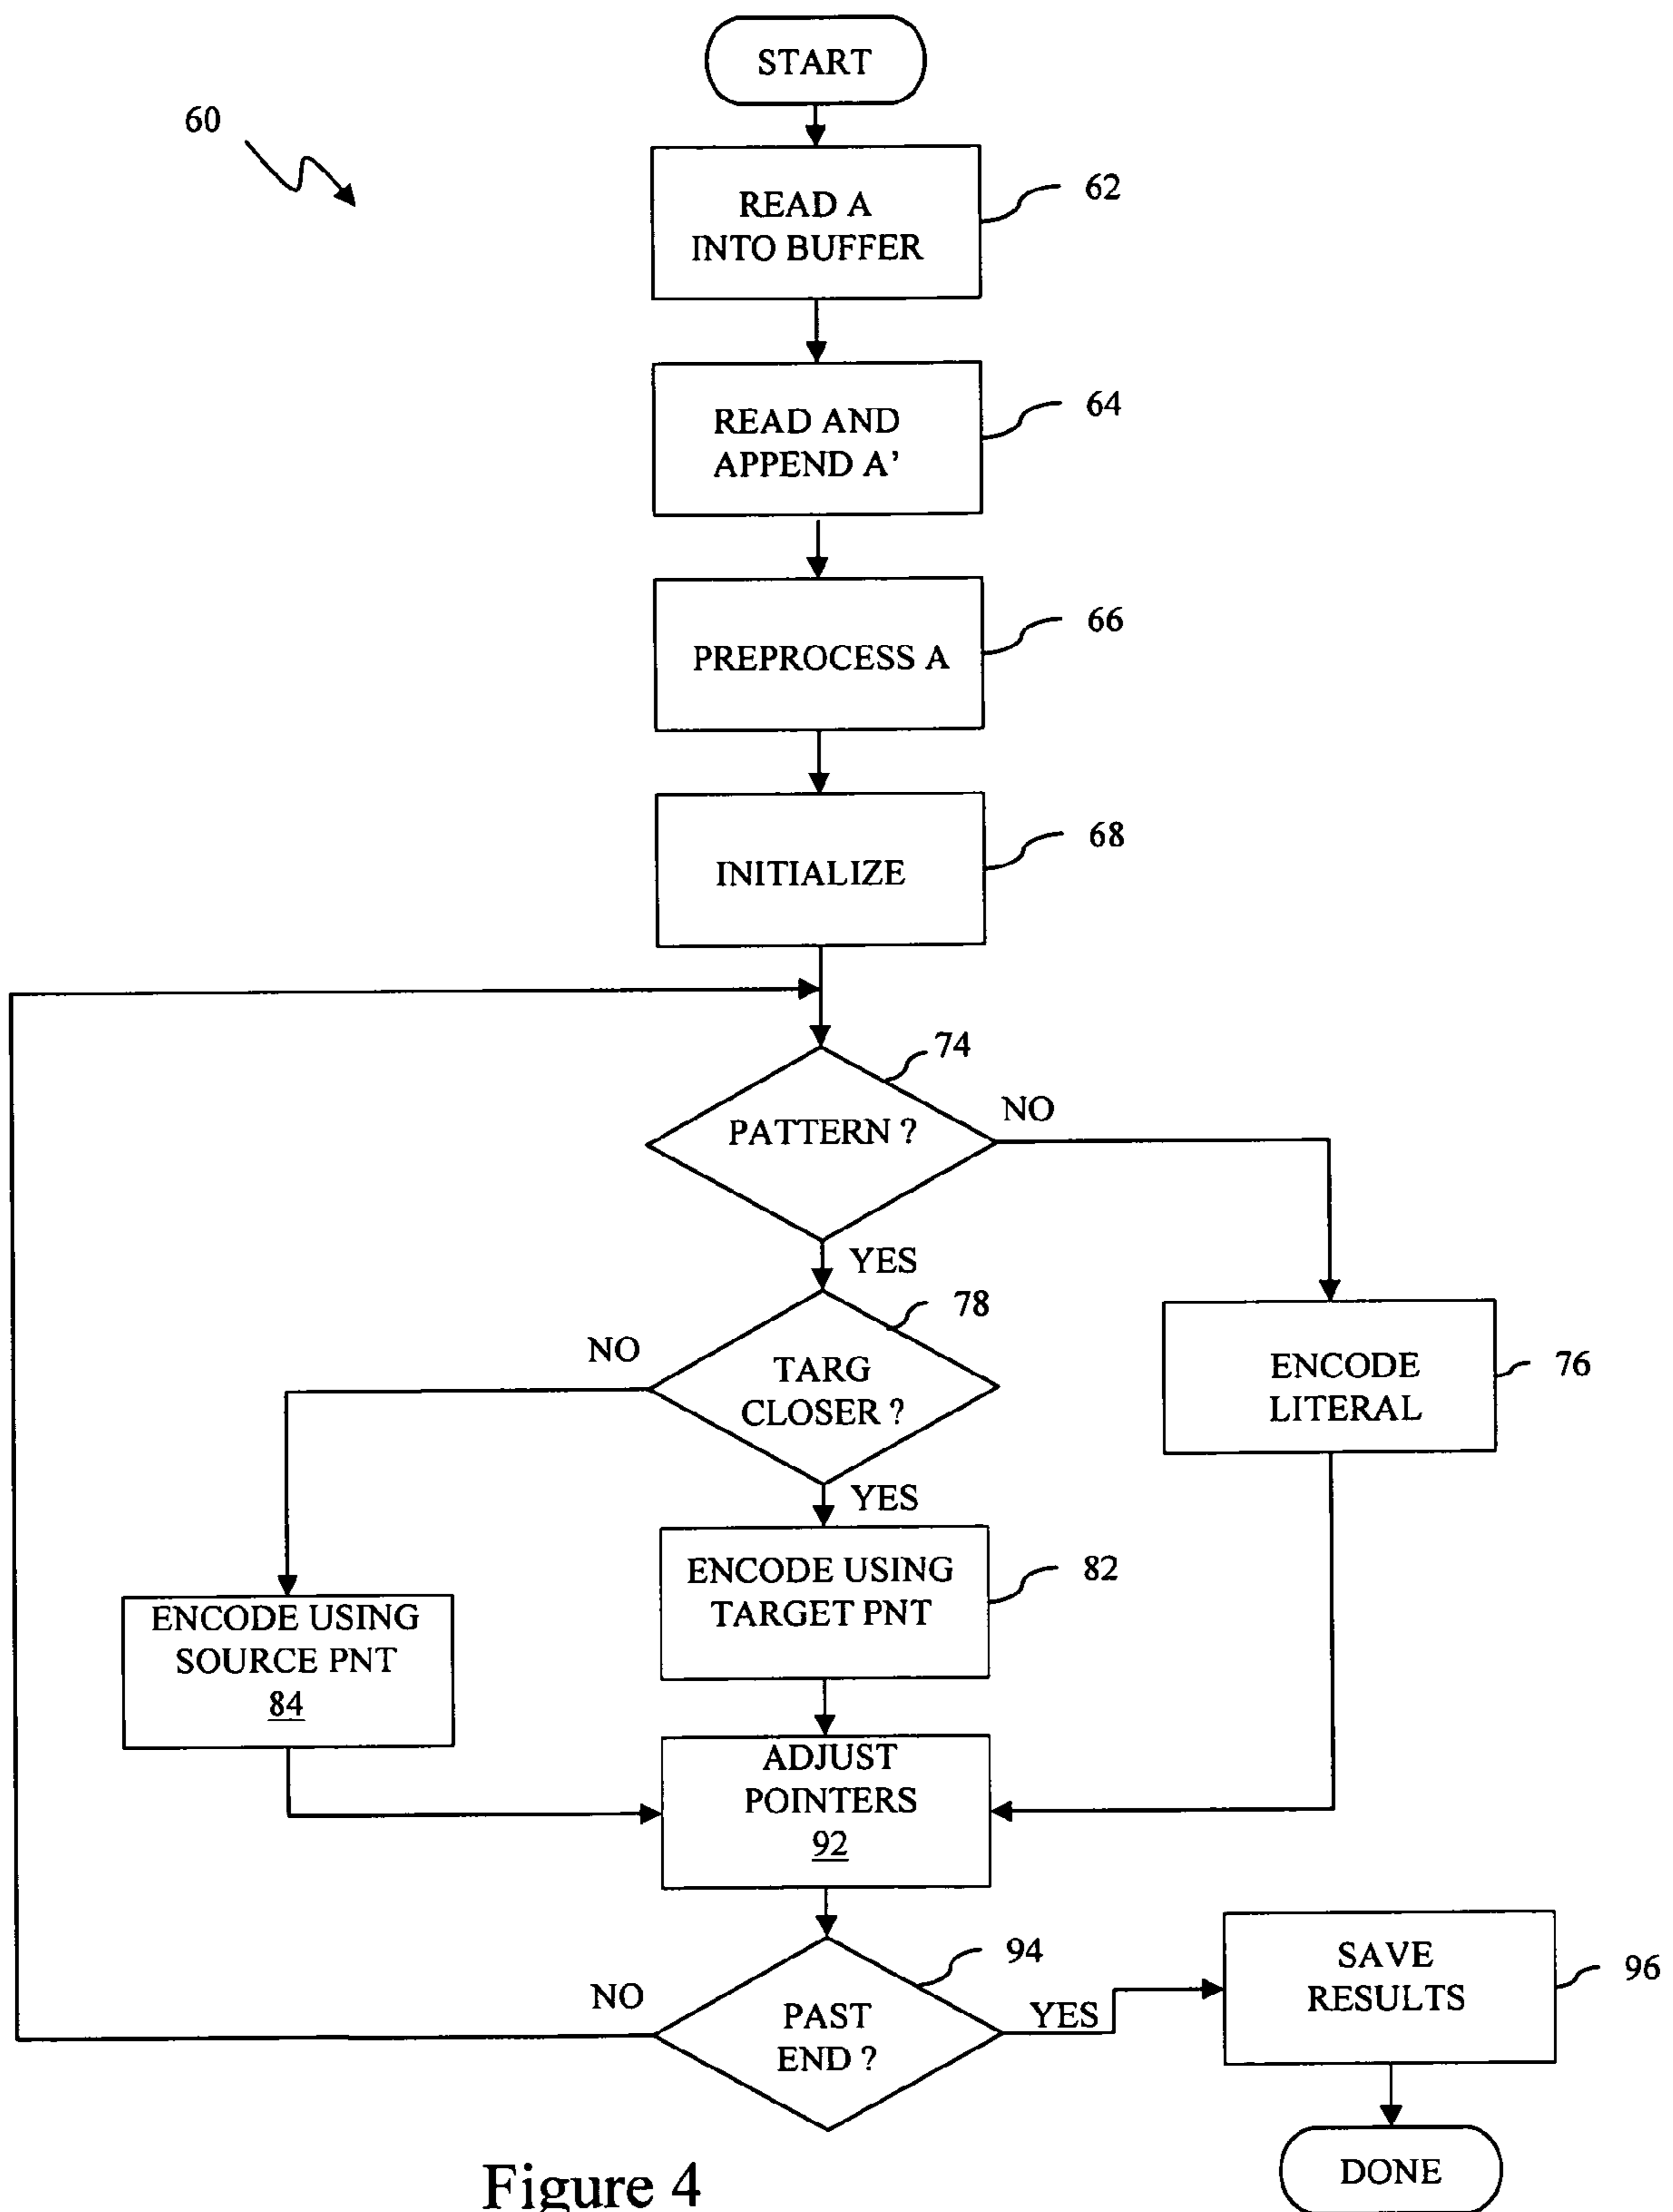 START
60
READ A
INTO BUFFER
62
READ AND
APPEND A'
64
PREPROCESS A
66
INITIALIZE
68
74
PATTERN ?
NO
YES
78
NO
TARG
CLOSER ?
ENCODE
LITERAL
76
YES
ENCODE USING
TARGET PNT
82
ENCODE USING
SOURCE PNT
84
ADJUST
POINTERS
92
94
NO
PAST
END ?
YES
SAVE
RESULTS
96
DONE
Figure 4